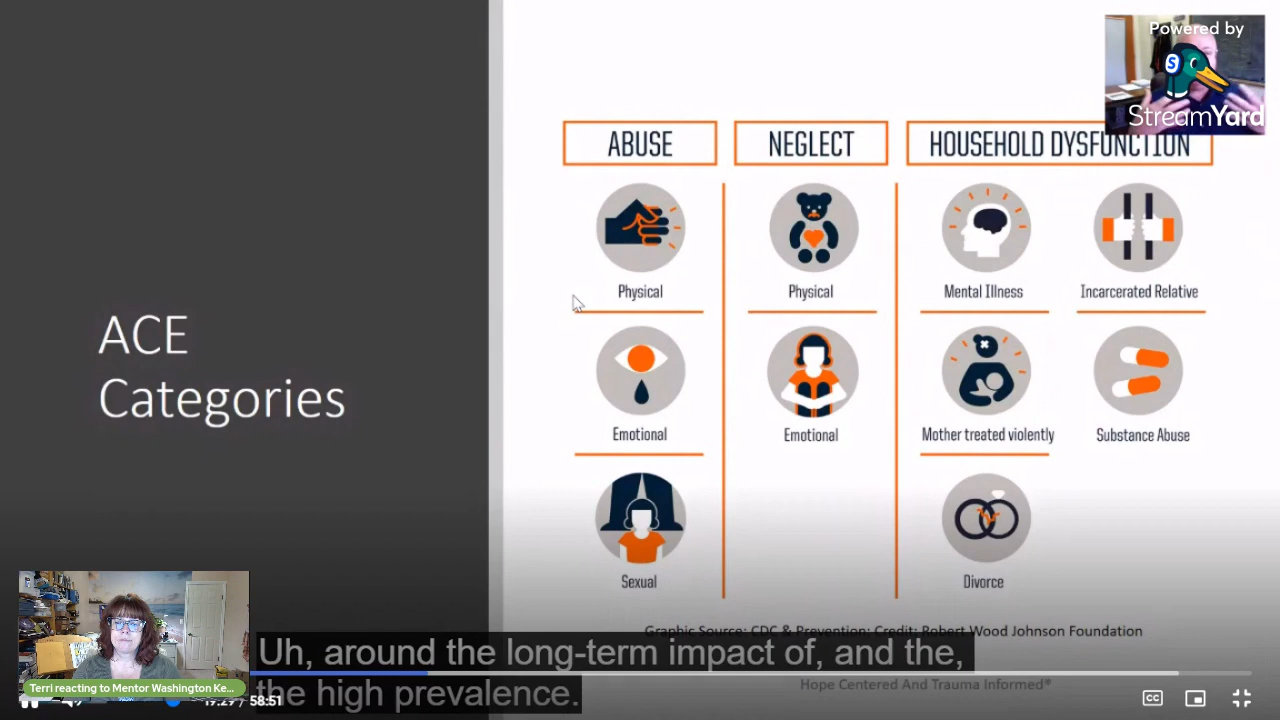 Powered by
StreamYard
ABUSE
NEGLECT
HOUSEHOLD DYSFUNCTION
Physical
Physical
Mental Illness
Incarcerated Relative
ACE
Categories
Emotional
Emotional
Mother treated violently
Substance Abuse
Sexual
Divorce
Graphic Source: CDC & Prevention: Credit: Robert Wood Johnson Foundation
Uh, around the long-term impact of, and the,
the high prevalence.
Hope Centered And Trauma Informed®
Terri reacting to Mentor Washington Ke...
19:29 / 58:51
CC